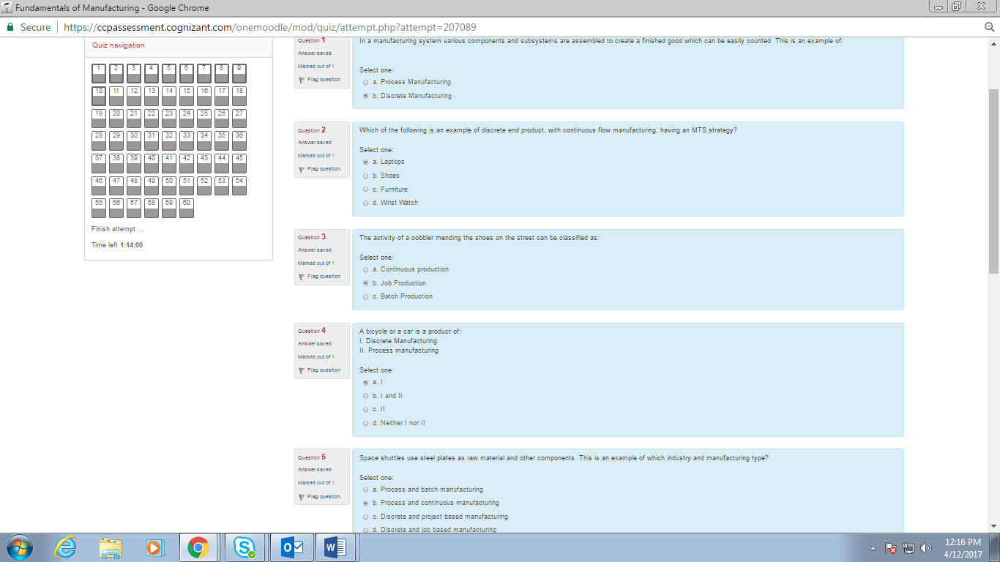 Fundamentals of Manufacturing - Google Chrome
Secure https://ccpassessment.cognizant.com/onemoodle/mod/quiz/attempt.php?attempt=207089
Quiz navigation
1 2 3 4 5 6 7 8 9
10 11 12 13 14 15 16 17 18
19 20 21 22 23 24 25 26 27
28 29 30 31 32 33 34 35 36
37 38 39 40 41 42 43 44 45
46 47 48 49 50 51 52 53 54
55 56 57 58 59 60
Finish attempt ...
Time left 1:14:00
Question 1
Answer saved
Marked out of 1
Flag question
In a manufacturing system various components and subsystems are assembled to create a finished good which can be easily counted. This is an example of:
Select one:
a. Process Manufacturing
b. Discrete Manufacturing
Question 2
Answer saved
Marked out of 1
Flag question
Which of the following is an example of discrete end product, with continuous flow manufacturing, having an MTS strategy?
Select one:
a. Laptops
b. Shoes
c. Furniture
d. Wrist Watch
Question 3
Answer saved
Marked out of 1
Flag question
The activity of a cobbler mending the shoes on the street can be classified as:
Select one:
a. Continuous production
b. Job Production
c. Batch Production
Question 4
Answer saved
Marked out of 1
Flag question
A bicycle or a car is a product of:
I. Discrete Manufacturing
II. Process manufacturing
Select one:
a. I
b. I and II
c. II
d. Neither I nor II
Question 5
Answer saved
Marked out of 1
Flag question
Space shuttles use steel plates as raw material and other components. This is an example of which industry and manufacturing type?
Select one:
a. Process and batch manufacturing
b. Process and continuous manufacturing
c. Discrete and project based manufacturing
d. Discrete and job based manufacturing
12:16 PM
4/12/2017